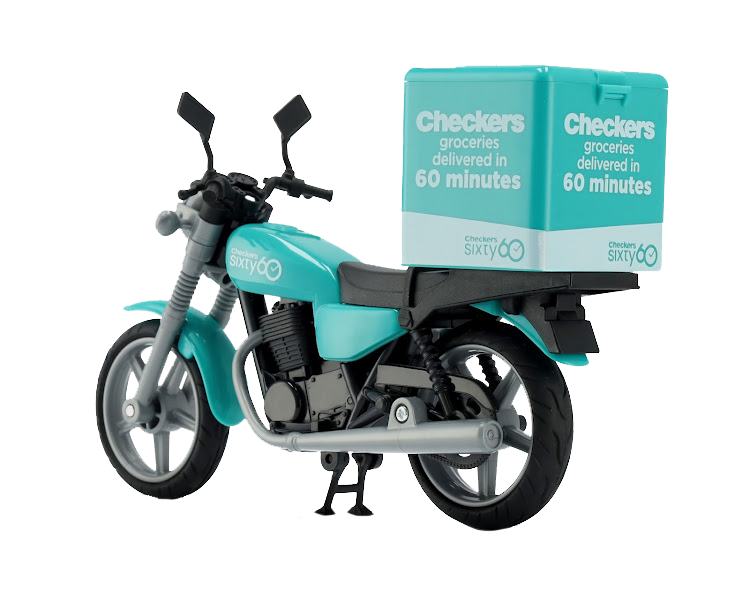 Checkers
sixty60
Checkers
groceries
delivered in
60 minutes
Checkers
sixty60
Checkers
groceries
delivered in
60 minutes
Checkers
sixty60